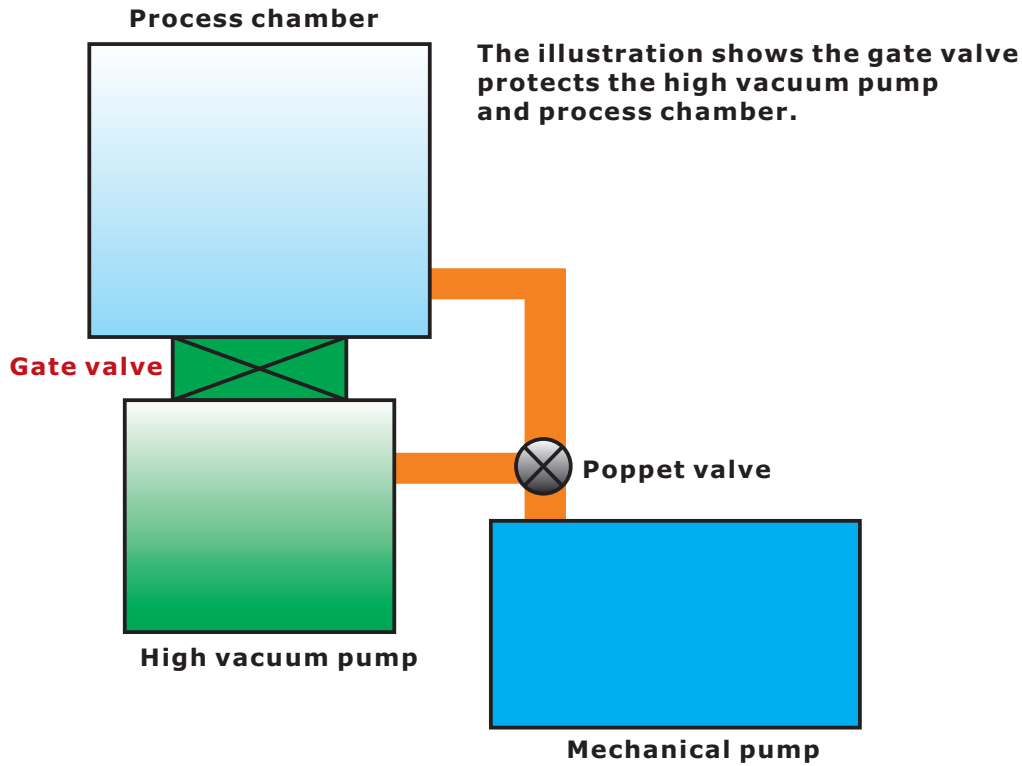 Process chamber
The illustration shows the gate valve
protects the high vacuum pump
and process chamber.
Gate valve
Poppet valve
High vacuum pump
Mechanical pump